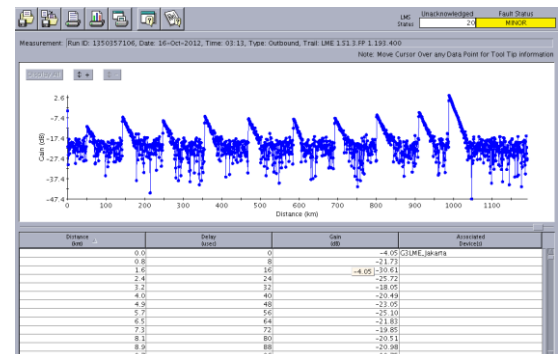 LME Status
Unacknowledged
20
Fault Status
MINOR
Measurement: Run ID: 1350357106, Date: 16-Oct-2012, Time: 03:13, Type: Outbound, Trail: LME 1.S1.3.FP 1.193.400
Note: Move Cursor Over any Data Point for Tool Tip Information
Gain (dB)
2.6
-7.4
-17.4
-27.4
-37.4
-47.4
0 100 200 300 400 500 600 700 800 900 1000 1100
Distance (km)
Distance (km) Delay (usec) Gain (dB) Associated Device(s)
0.0 0 -4.05 G3LME_Jakarta
0.8 8 -21.73
1.6 16 -4.05 -30.61
2.4 24 -25.72
3.2 32 -18.05
4.0 40 -20.49
4.9 48 -23.05
5.7 56 -25.10
6.5 64 -21.83
7.3 72 -19.85
8.1 80 -20.51
8.9 88 -20.98